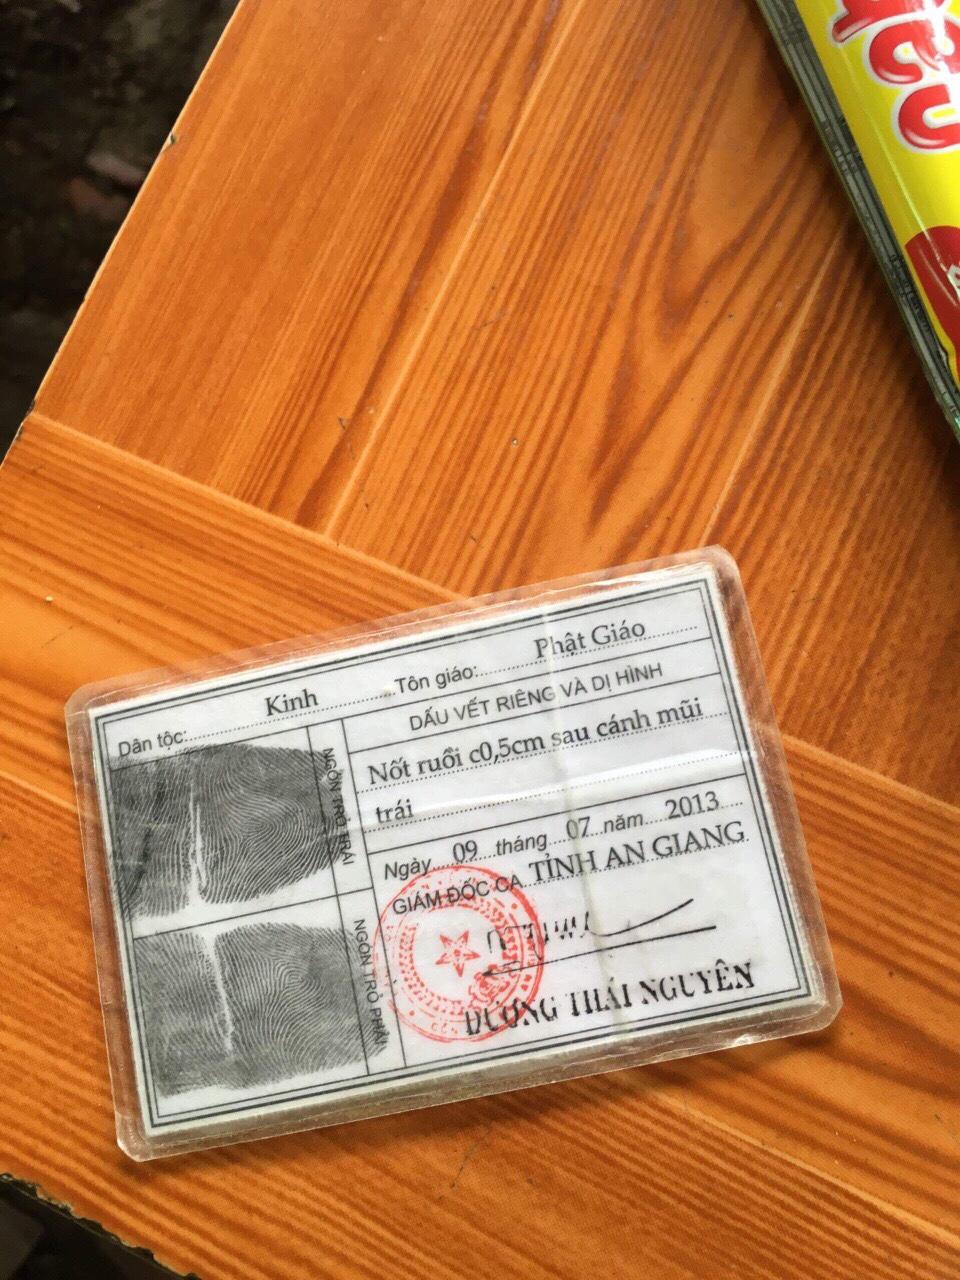 Dân tộc: Kinh Tôn giáo: Phật Giáo
DẤU VẾT RIÊNG VÀ DỊ HÌNH
Nốt ruồi c0,5cm sau cánh mũi
trái
NGÓN TRỎ TRÁI
NGÓN TRỎ PHẢI
Ngày 09 tháng 07 năm 2013
GIÁM ĐỐC CA TỈNH AN GIANG
DƯƠNG THÁI NGUYÊN